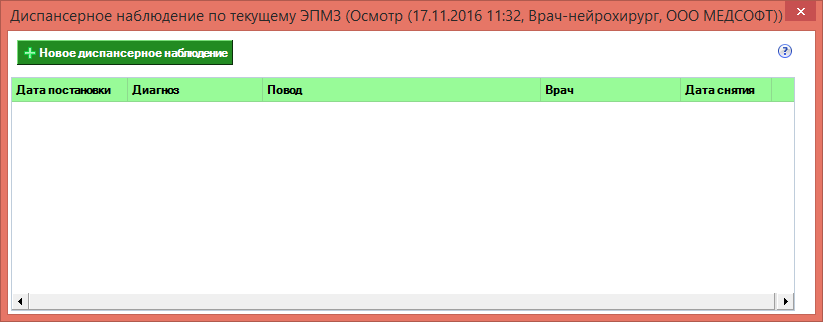 Диспансерное наблюдение по текущему ЭПМЗ (Осмотр (17.11.2016 11:32, Врач-нейрохирург, ООО МЕДСОФТ))
Новое диспансерное наблюдение
Дата постановки Диагноз Повод Врач Дата снятия